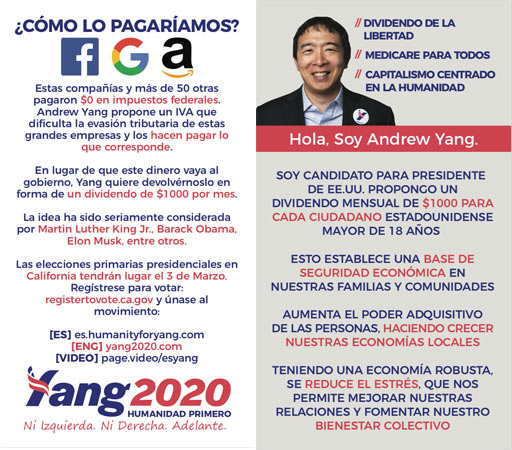 ¿CÓMO LO PAGARÍAMOS?
Estas compañías y más de 50 otras
pagaron $0 en impuestos federales.
Andrew Yang propone un IVA que
dificulta la evasión tributaria de estas
grandes empresas y los hacen pagar lo
que corresponde.
En lugar de que este dinero vaya al
gobierno, Yang quiere devolvérnoslo en
forma de un dividendo de $1000 por mes.
La idea ha sido seriamente considerada
por Martin Luther King Jr., Barack Obama,
Elon Musk, entre otros.
Las elecciones primarias presidenciales en
California tendrán lugar el 3 de Marzo.
Regístrese para votar:
registertovote.ca.gov y únase al
movimiento:
[ES] es.humanityforyang.com
[ENG] yang2020.com
[VIDEO] page.video/esyang
Yang2020
HUMANIDAD PRIMERO
Ni Izquierda. Ni Derecha. Adelante.
// DIVIDENDO DE LA
LIBERTAD
// MEDICARE PARA TODOS
// CAPITALISMO CENTRADO
EN LA HUMANIDAD
Hola, Soy Andrew Yang.
SOY CANDIDATO PARA PRESIDENTE
DE EE.UU. PROPONGO UN
DIVIDENDO MENSUAL DE $1000 PARA
CADA CIUDADANO ESTADOUNIDENSE
MAYOR DE 18 AÑOS
ESTO ESTABLECE UNA BASE DE
SEGURIDAD ECONÓMICA EN
NUESTRAS FAMILIAS Y COMUNIDADES
AUMENTA EL PODER ADQUISITIVO
DE LAS PERSONAS, HACIENDO CRECER
NUESTRAS ECONOMÍAS LOCALES
TENIENDO UNA ECONOMÍA ROBUSTA,
SE REDUCE EL ESTRÉS, QUE NOS
PERMITE MEJORAR NUESTRAS
RELACIONES Y FOMENTAR NUESTRO
BIENESTAR COLECTIVO